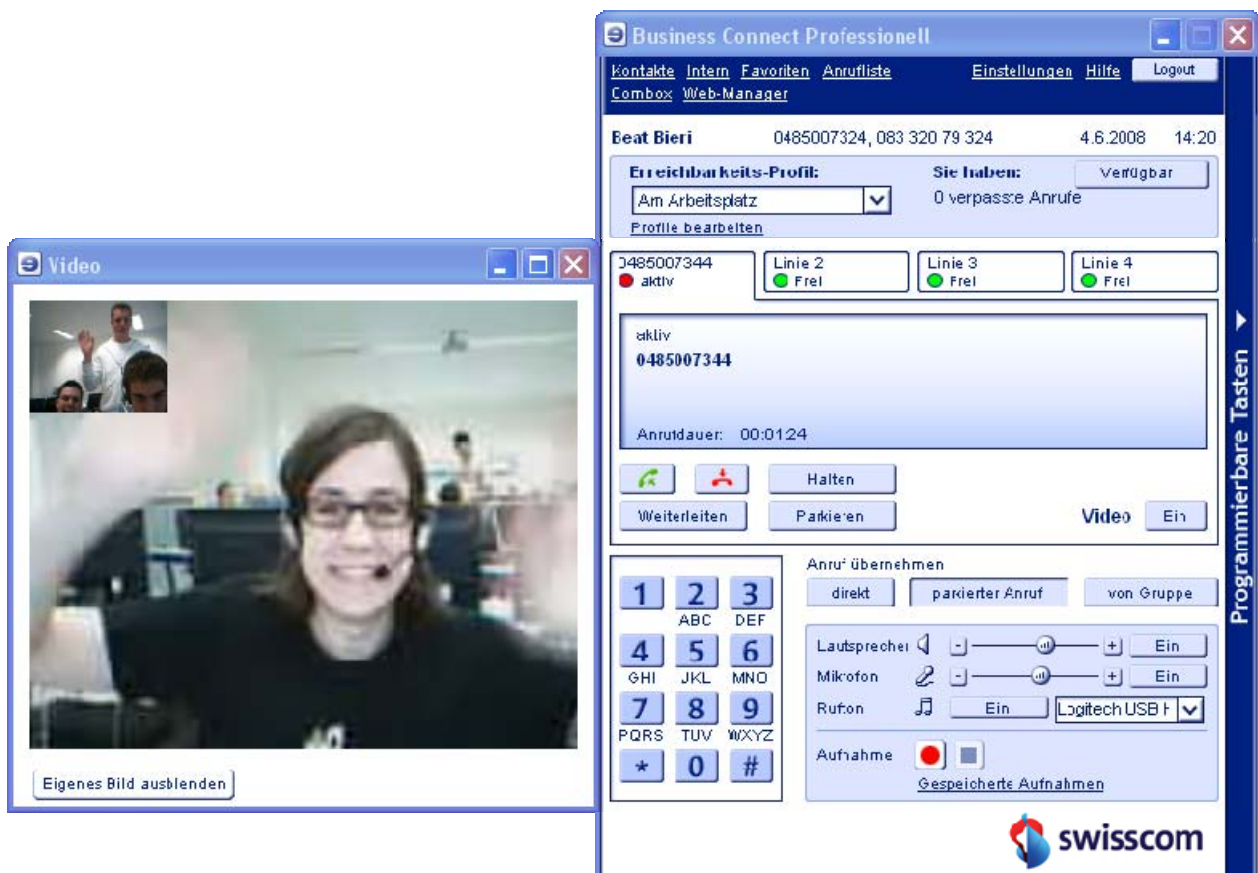 Business Connect Professionell
Kontakte Intern Favoriten Anrufliste Einstellungen Hilfe Logout
Combox Web-Manager
Beat Bieri 0485007324, 083 320 79 324 4.6.2008 14:20
Erreichbarkeits-Profil: Sie haben: Verfügbar
Am Arbeitsplatz 0 verpasste Anrufe
Profile bearbeiten
Video
0485007344 Linie 2 Linie 3 Linie 4
aktiv Frei Frei Frei
aktiv
0485007344
Anrufdauer: 00:01:24
Halten
Weiterleiten Parkieren Video Ein
Programmierbare Tasten
Anruf übernehmen
direkt parkierter Anruf von Gruppe
1 2 3
ABC DEF
4 5 6
GHI JKL MNO
7 8 9
PQRS TUV WXYZ
* 0 #
Lautsprecher - + Ein
Mikrofon - + Ein
Rufton Ein Logitech USB H
Aufnahme
Gespeicherte Aufnahmen
Eigenes Bild ausblenden
swisscom